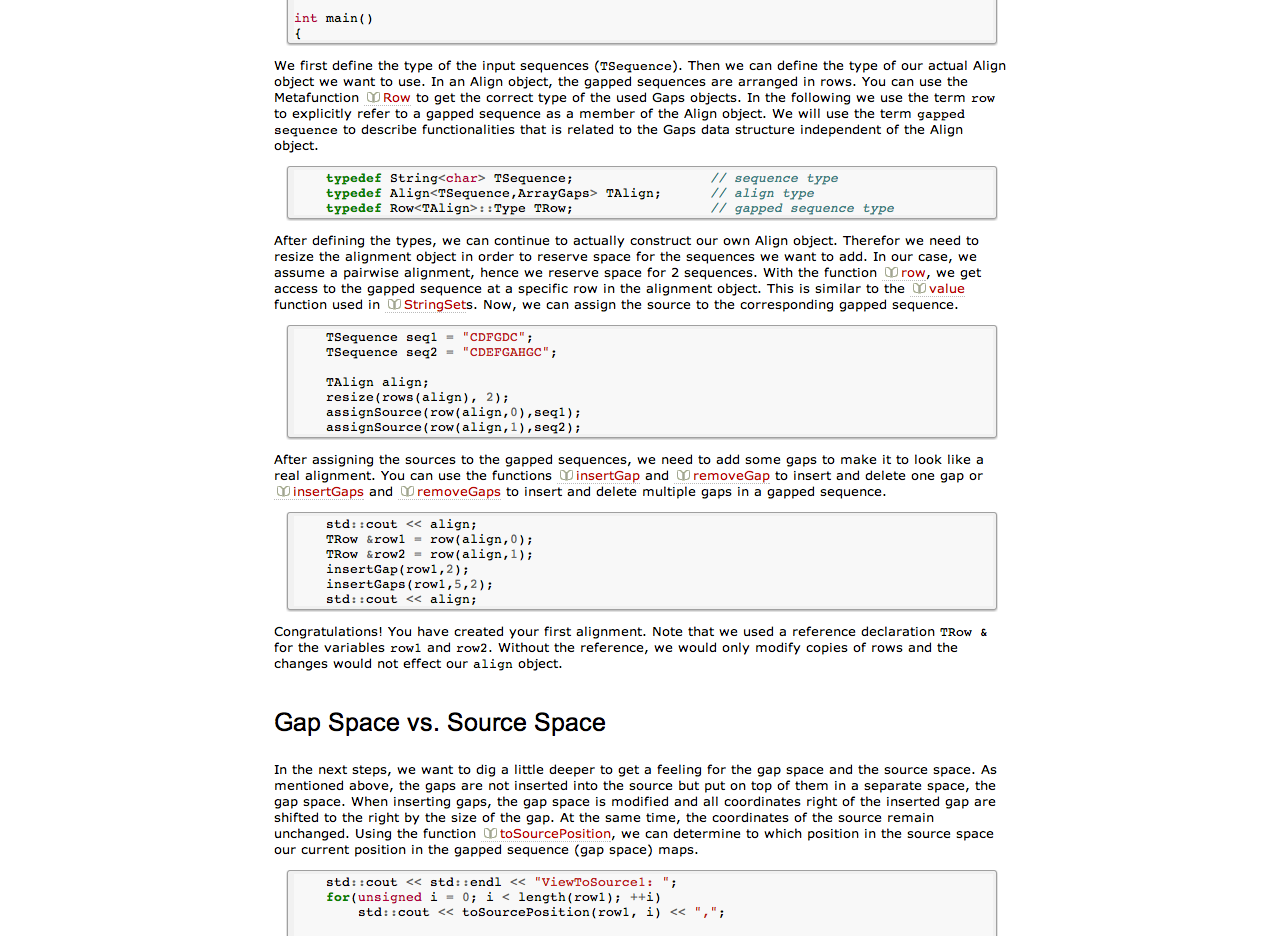 int main()
{
We first define the type of the input sequences (TSequence). Then we can define the type of our actual Align
object we want to use. In an Align object, the gapped sequences are arranged in rows. You can use the
Metafunction Row to get the correct type of the used Gaps objects. In the following we use the term row
to explicitly refer to a gapped sequence as a member of the Align object. We will use the term gapped
sequence to describe functionalities that is related to the Gaps data structure independent of the Align
object.
typedef String<char> TSequence; // sequence type
typedef Align<TSequence,ArrayGaps> TAlign; // align type
typedef Row<TAlign>::Type TRow; // gapped sequence type
After defining the types, we can continue to actually construct our own Align object. Therefor we need to
resize the alignment object in order to reserve space for the sequences we want to add. In our case, we
assume a pairwise alignment, hence we reserve space for 2 sequences. With the function row, we get
access to the gapped sequence at a specific row in the alignment object. This is similar to the value
function used in StringSets. Now, we can assign the source to the corresponding gapped sequence.
TSequence seq1 = "CDFGDC";
TSequence seq2 = "CDEFGAHGC";
TAlign align;
resize(rows(align), 2);
assignSource(row(align,0),seq1);
assignSource(row(align,1),seq2);
After assigning the sources to the gapped sequences, we need to add some gaps to make it to look like a
real alignment. You can use the functions insertGap and removeGap to insert and delete one gap or
insertGaps and removeGaps to insert and delete multiple gaps in a gapped sequence.
std::cout << align;
TRow &row1 = row(align,0);
TRow &row2 = row(align,1);
insertGap(row1,2);
insertGaps(row1,5,2);
std::cout << align;
Congratulations! You have created your first alignment. Note that we used a reference declaration TRow &
for the variables row1 and row2. Without the reference, we would only modify copies of rows and the
changes would not effect our align object.
Gap Space vs. Source Space
In the next steps, we want to dig a little deeper to get a feeling for the gap space and the source space. As
mentioned above, the gaps are not inserted into the source but put on top of them in a separate space, the
gap space. When inserting gaps, the gap space is modified and all coordinates right of the inserted gap are
shifted to the right by the size of the gap. At the same time, the coordinates of the source remain
unchanged. Using the function toSourcePosition, we can determine to which position in the source space
our current position in the gapped sequence (gap space) maps.
std::cout << std::endl << "ViewToSource1: ";
for(unsigned i = 0; i < length(row1); ++i)
std::cout << toSourcePosition(row1, i) << ",";